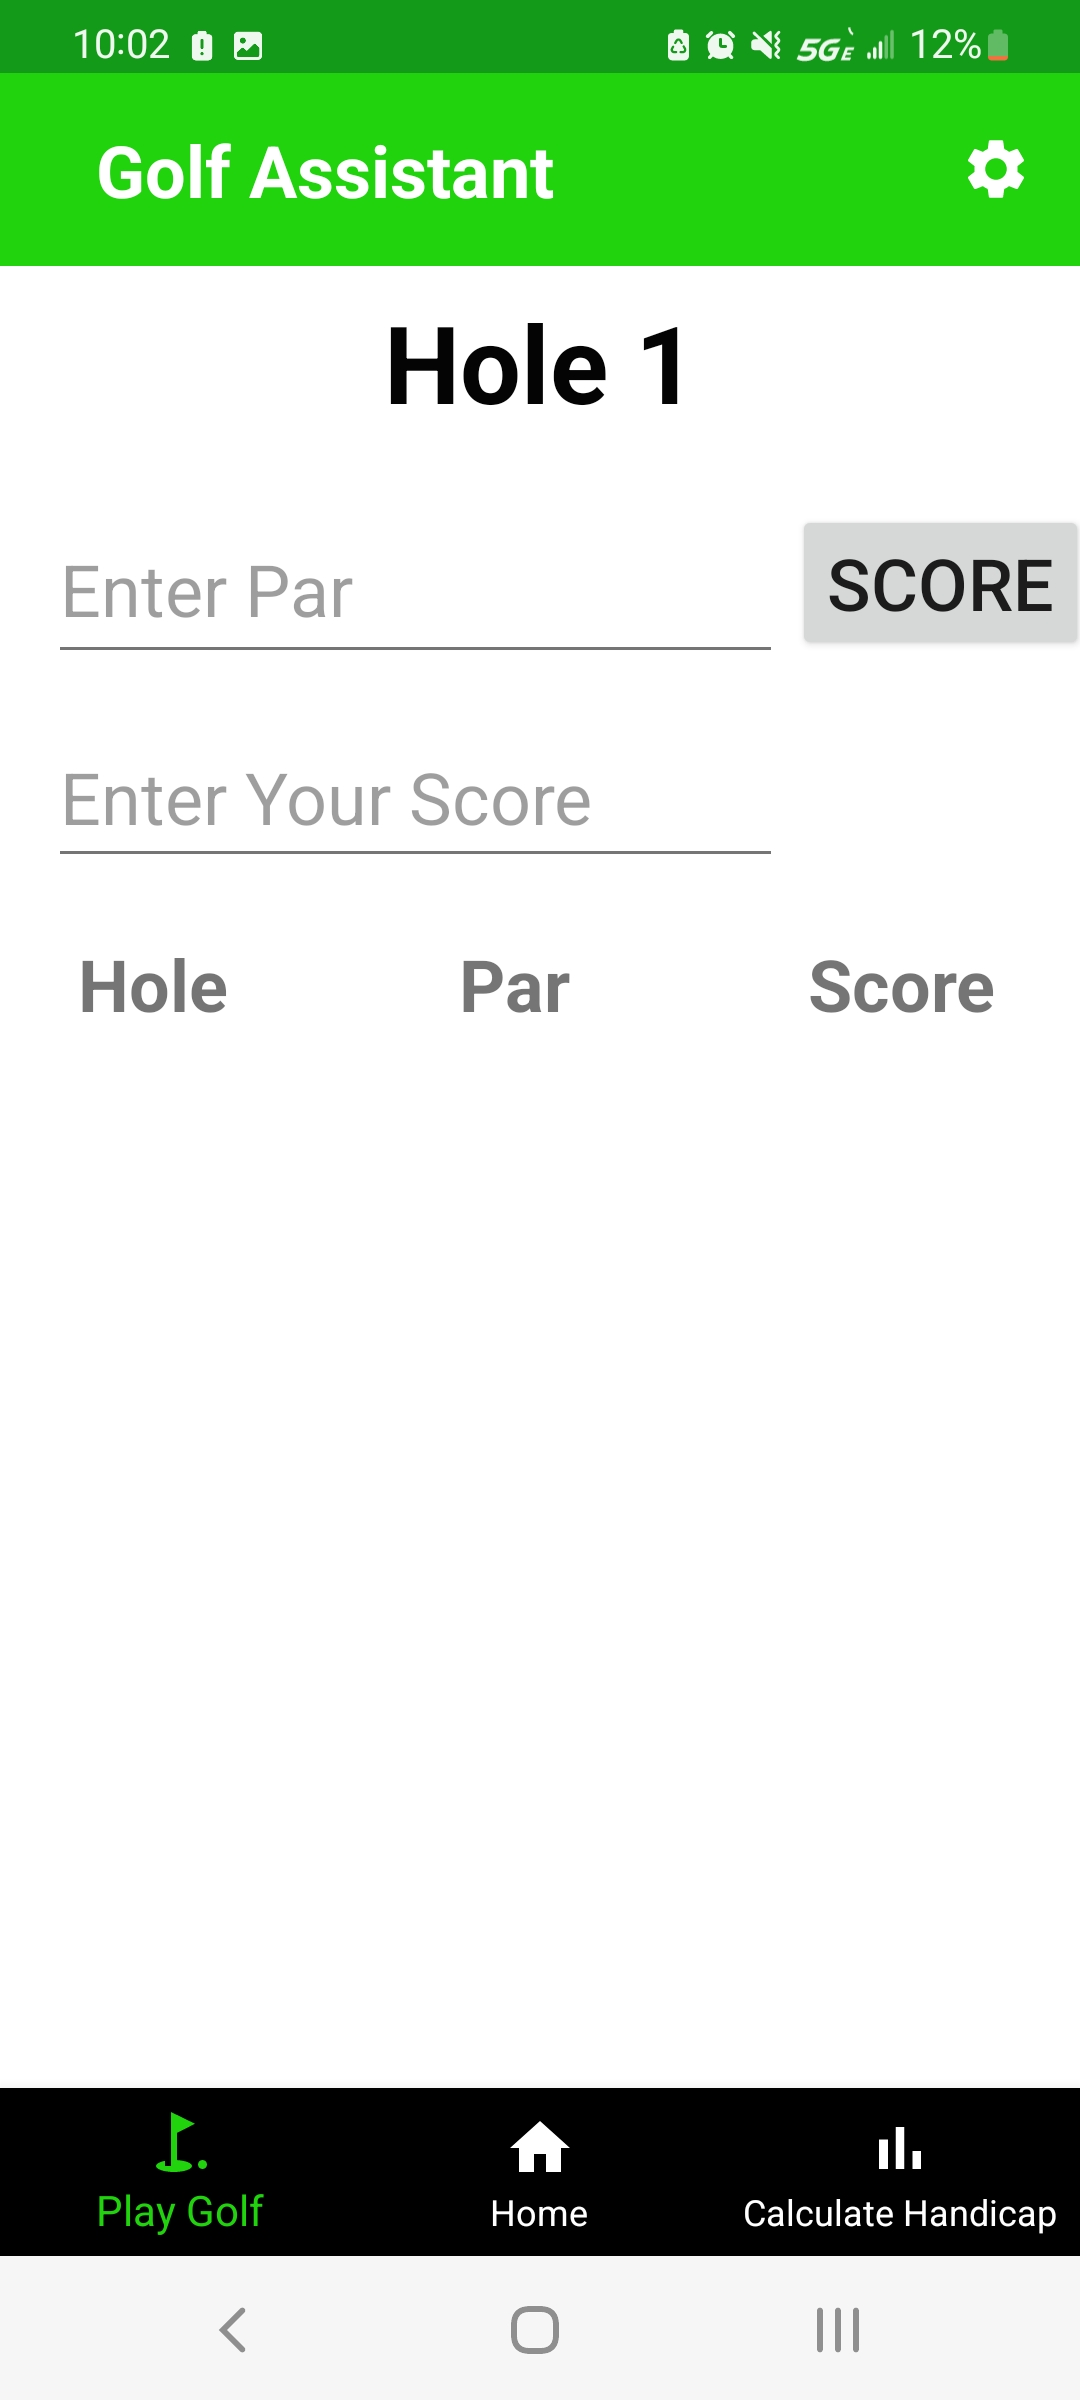 10:02 5GE 12%
Golf Assistant
Hole 1
Enter Par
SCORE
Enter Your Score
Hole Par Score
Play Golf Home Calculate Handicap